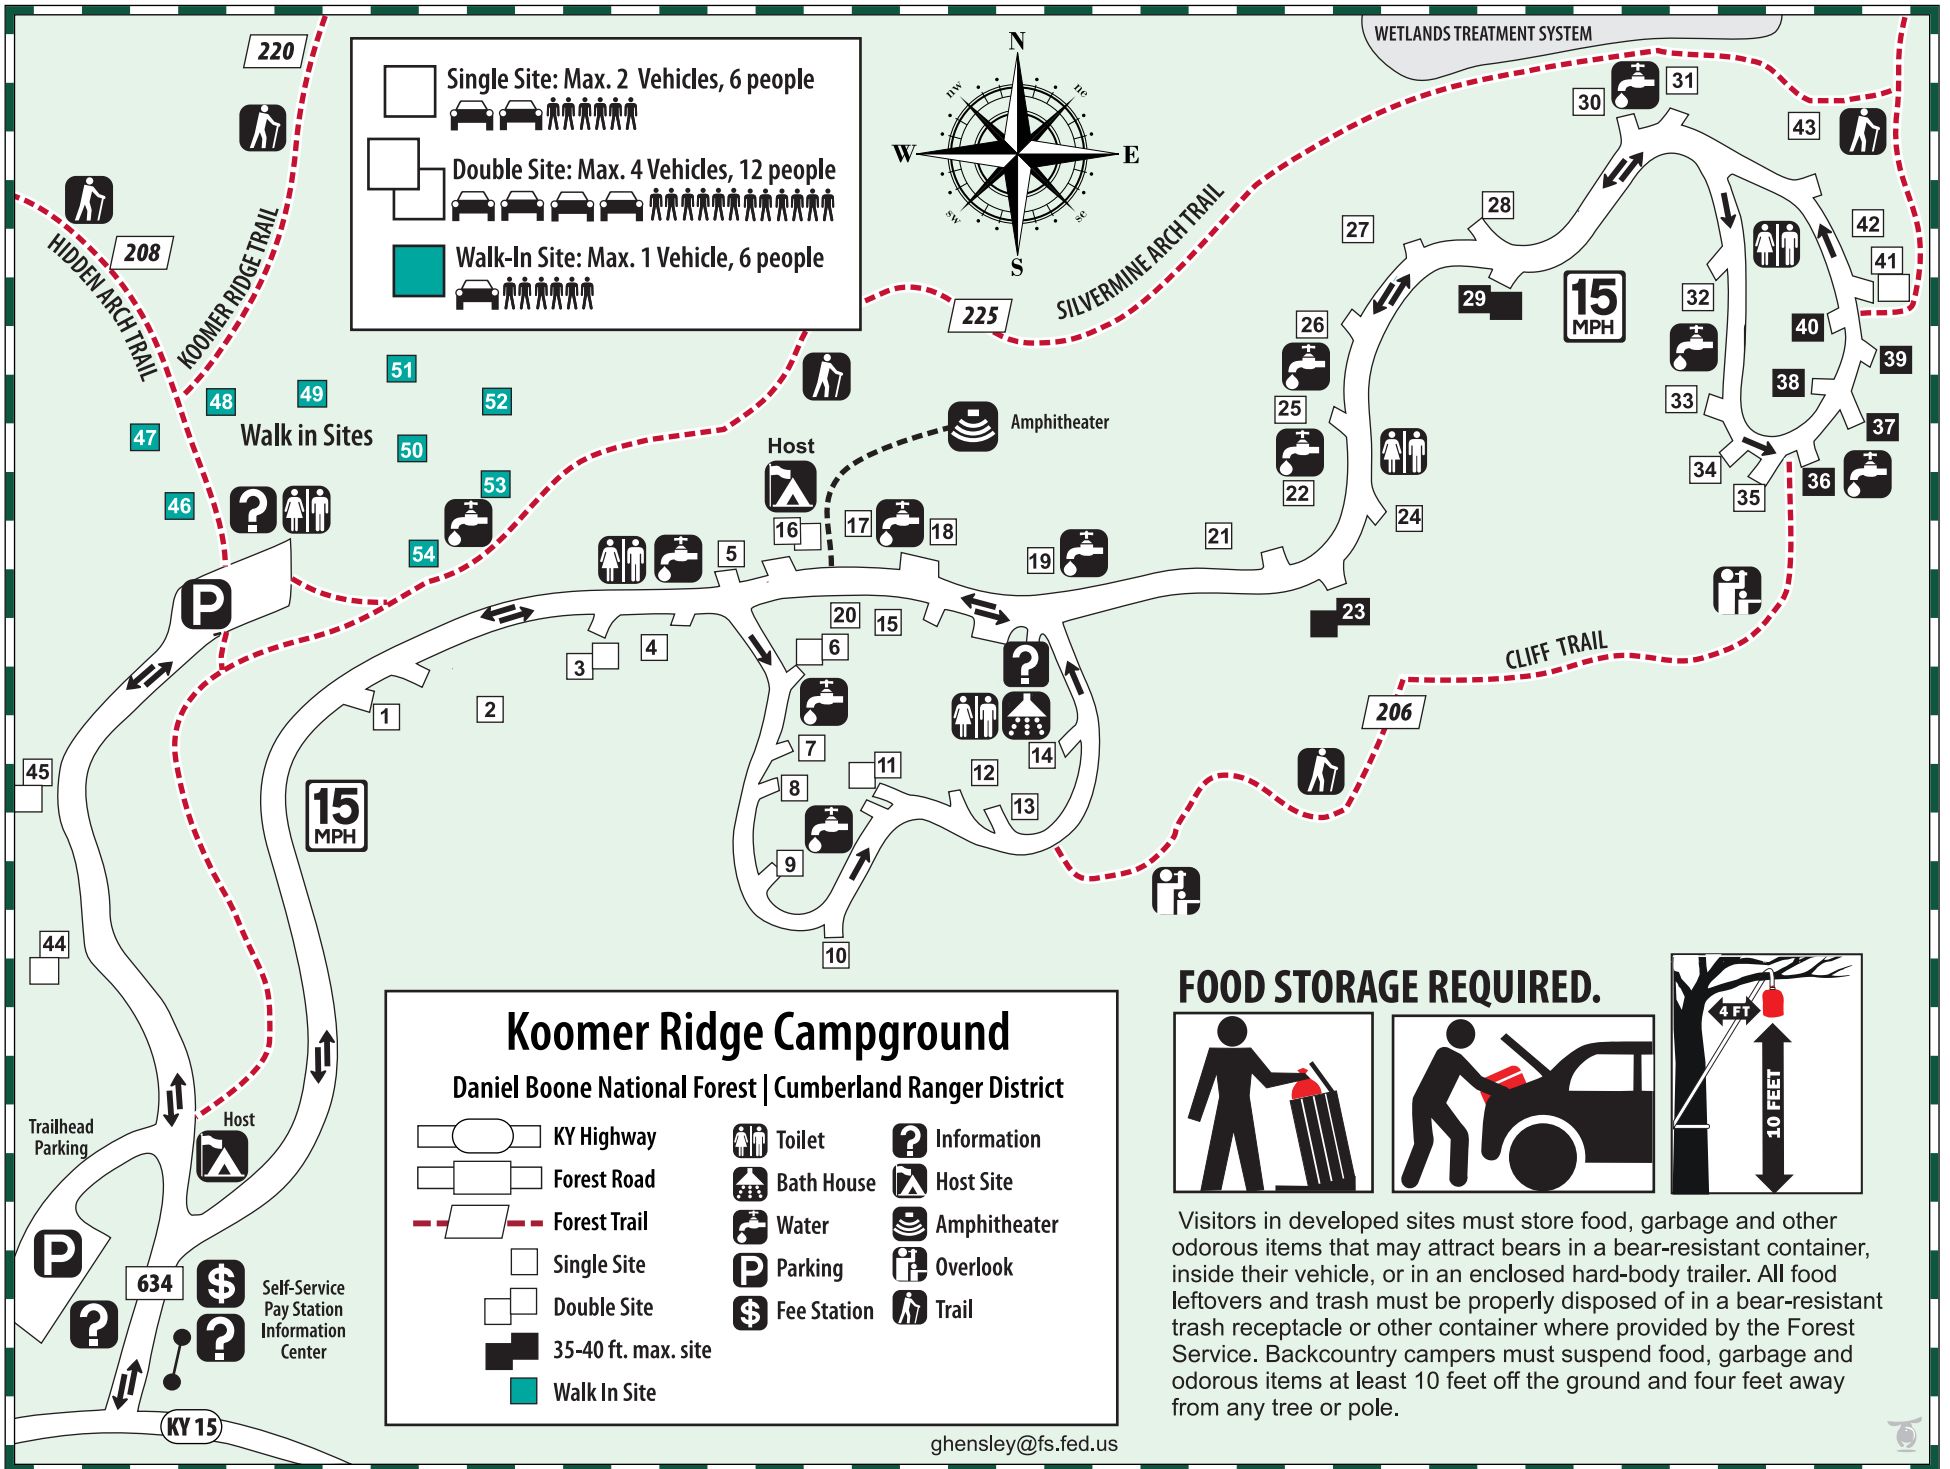 WETLANDS TREATMENT SYSTEM
220
Single Site: Max. 2 Vehicles, 6 people
Double Site: Max. 4 Vehicles, 12 people
Walk-In Site: Max. 1 Vehicle, 6 people
N
ne
E
se
S
sw
W
nw
HIDDEN ARCH TRAIL
208
KOOMER RIDGE TRAIL
225
SILVERMINE ARCH TRAIL
30
31
43
27
28
42
41
29
15
MPH
32
40
26
39
38
33
25
37
34
35
36
22
24
21
23
51
48
49
52
47
Walk in Sites
50
53
46
54
P
Host
Amphitheater
16
17
18
5
19
20
15
3
4
6
1
2
7
8
11
12
14
13
9
10
CLIFF TRAIL
206
45
15
MPH
44
Trailhead
Parking
Host
P
634
$
?
Self-Service
Pay Station
Information
Center
KY 15
Koomer Ridge Campground
Daniel Boone National Forest | Cumberland Ranger District
KY Highway
Forest Road
Forest Trail
Single Site
Double Site
35-40 ft. max. site
Walk In Site
Toilet
Bath House
Water
P Parking
$ Fee Station
? Information
Host Site
Amphitheater
Overlook
Trail
ghensley@fs.fed.us
FOOD STORAGE REQUIRED.
4 FT
10 FEET
Visitors in developed sites must store food, garbage and other
odorous items that may attract bears in a bear-resistant container,
inside their vehicle, or in an enclosed hard-body trailer. All food
leftovers and trash must be properly disposed of in a bear-resistant
trash receptacle or other container where provided by the Forest
Service. Backcountry campers must suspend food, garbage and
odorous items at least 10 feet off the ground and four feet away
from any tree or pole.